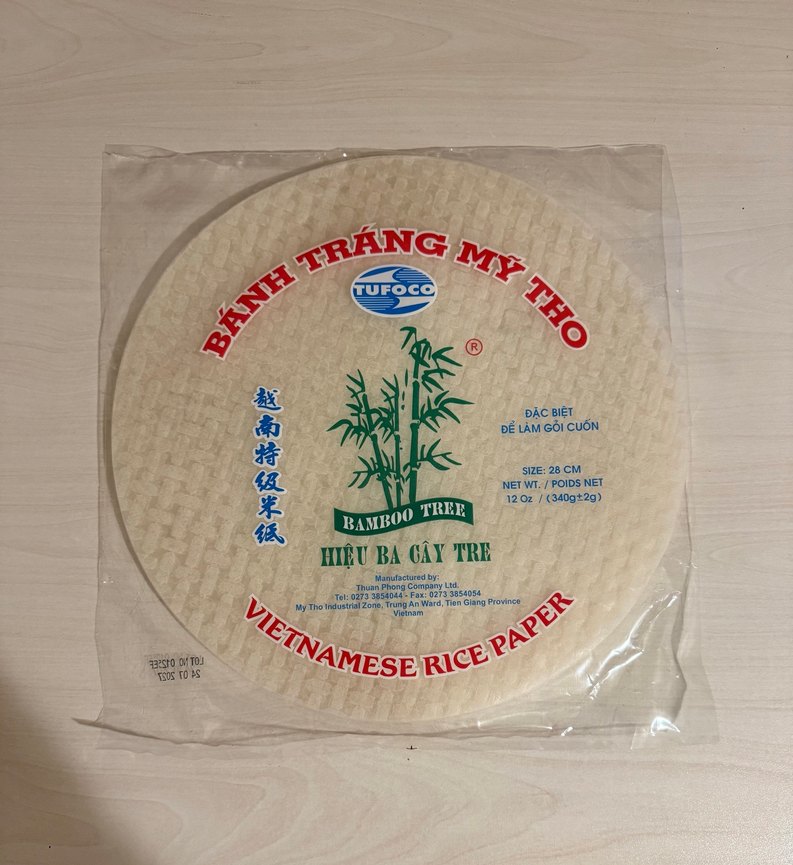 BÁNH TRÁNG MỸ THO
TUFOCO
®
越南特级米纸
ĐẶC BIỆT
ĐỂ LÀM GỎI CUỐN
SIZE: 28 CM
NET WT. / POIDS NET
12 Oz / (340g±2g)
BAMBOO TREE
HIỆU BA CÂY TRE
Manufactured by:
Thuan Phong Company Ltd.
Tel: 0273 3854044 - Fax: 0273 3854054
My Tho Industrial Zone, Trung An Ward, Tien Giang Province
Vietnam
VIETNAMESE RICE PAPER
LOT NO 0125EF
24 07 2027